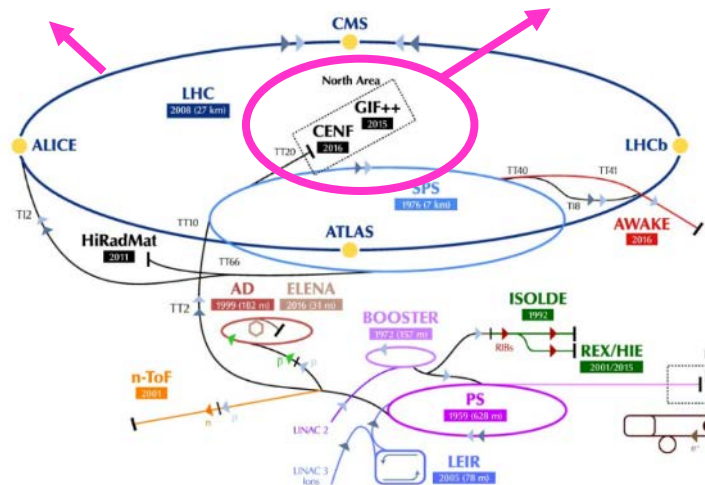 CMS
North Area
LHC
2008 (27 km)
GIF++
2015
CENF
2016
ALICE
LHCb
TT20
TT40
TT41
SPS
1976 (7 km)
TI2
TT10
TI8
AWAKE
2016
ATLAS
HiRadMat
2011
TT66
AD
1999 (182 m)
ELENA
2016 (31 m)
TT2
BOOSTER
1972 (157 m)
ISOLDE
1992
p
p
RIBs
REX/HIE
2001/2015
n-ToF
2001
n
p
PS
1959 (628 m)
LINAC 2
LINAC 3
Ions
LEIR
2005 (78 m)
e-